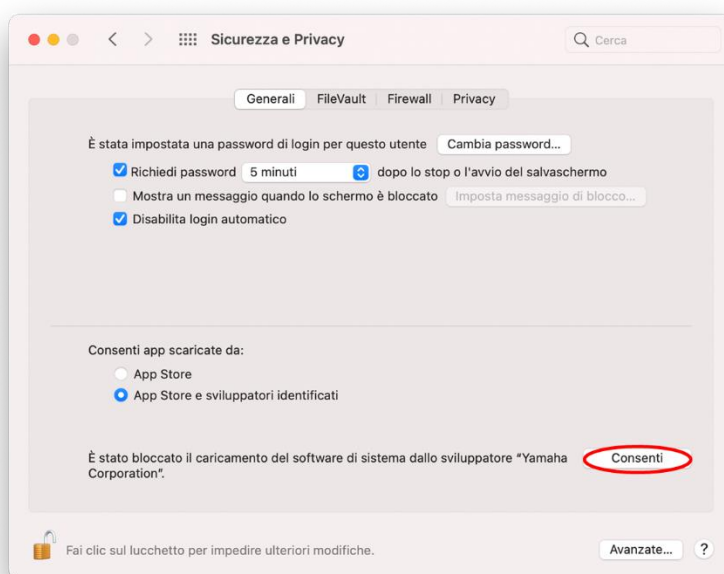 Sicurezza e Privacy
Cerca
Generali FileVault Firewall Privacy
È stata impostata una password di login per questo utente Cambia password...
Richiedi password 5 minuti dopo lo stop o l'avvio del salvaschermo
Mostra un messaggio quando lo schermo è bloccato Imposta messaggio di blocco...
Disabilita login automatico
Consenti app scaricate da:
App Store
App Store e sviluppatori identificati
È stato bloccato il caricamento del software di sistema dallo sviluppatore “Yamaha Consenti
Corporation”.
Fai clic sul lucchetto per impedire ulteriori modifiche. Avanzate... ?